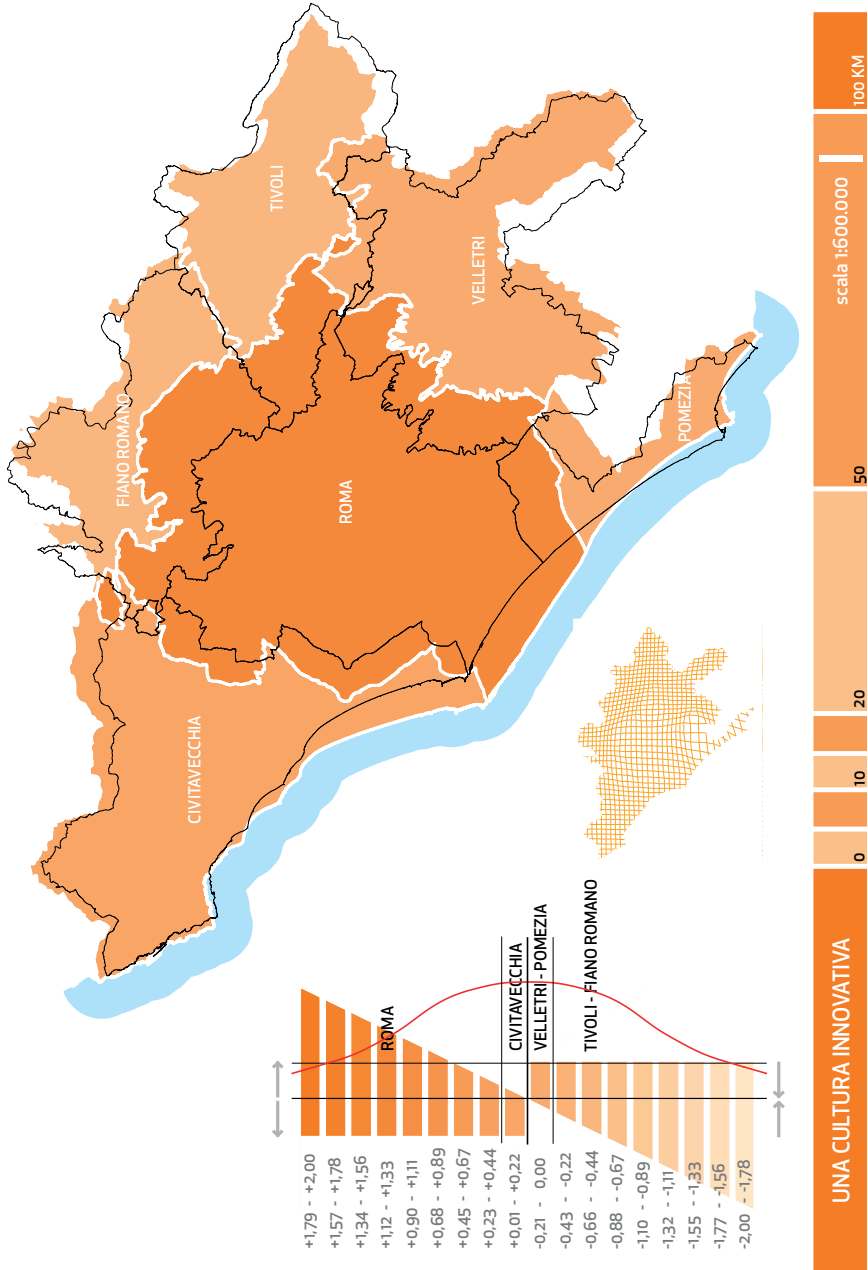 CIVITAVECCHIA
FIANO ROMANO
TIVOLI
ROMA
VELLETRI
POMEZIA
+1,79 - +2,00
+1,57 - +1,78
+1,34 - +1,56
+1,12 - +1,33
+0,90 - +1,11
+0,68 - +0,89
+0,45 - +0,67
+0,23 - +0,44
+0,01 - +0,22
-0,21 - 0,00
-0,43 - -0,22
-0,66 - -0,44
-0,88 - -0,67
-1,10 - -0,89
-1,32 - -1,11
-1,55 - -1,33
-1,77 - -1,56
-2,00 - -1,78
ROMA
CIVITAVECCHIA
VELLETRI - POMEZIA
TIVOLI - FIANO ROMANO
UNA CULTURA INNOVATIVA
0 10 20 50 100 KM
scala 1:600.000